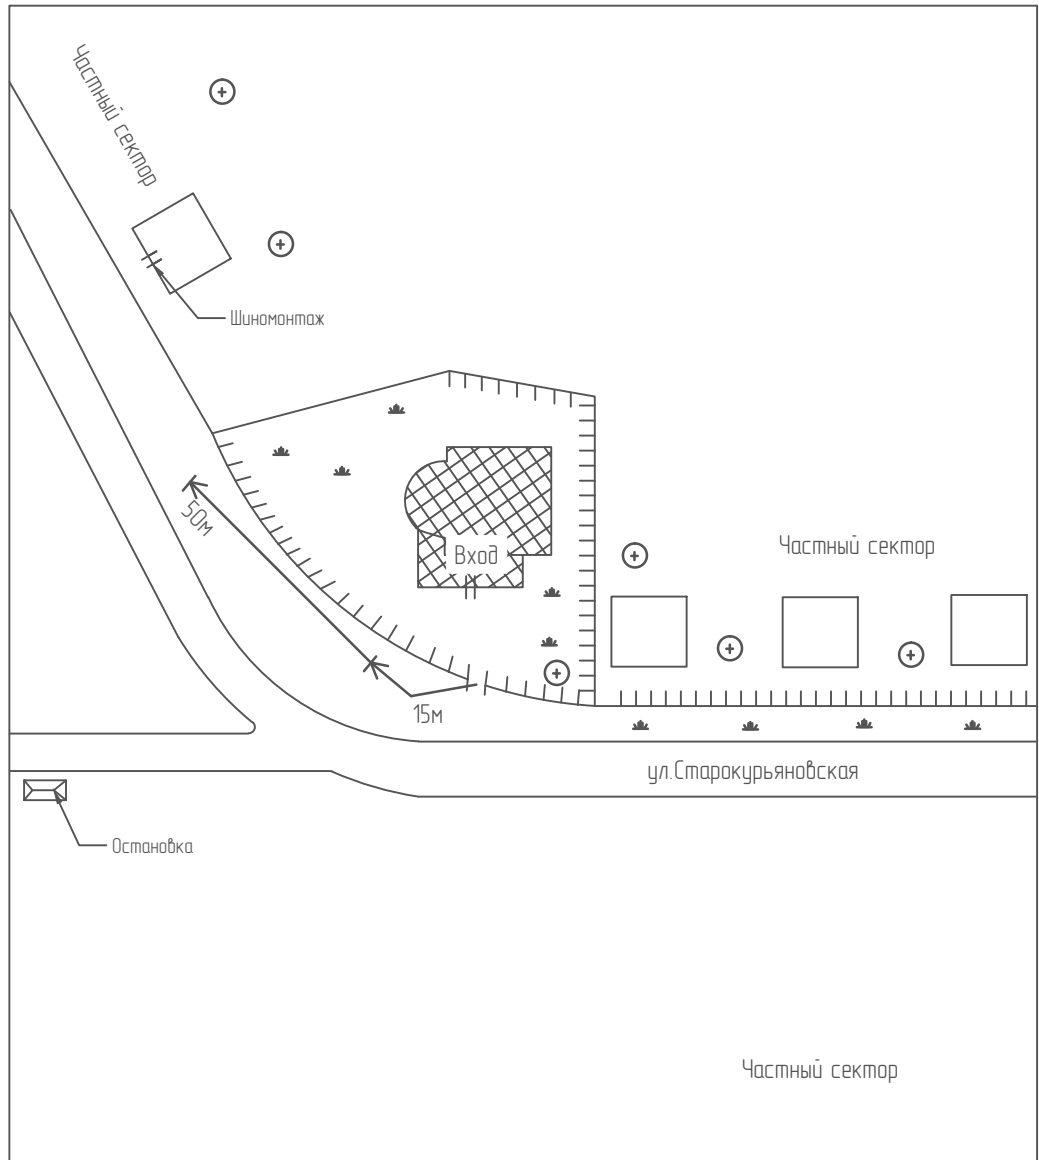 Частный сектор
Шиномонтаж
50м
Вход
Частный сектор
15м
ул.Старокурьяновская
Остановка
Частный сектор